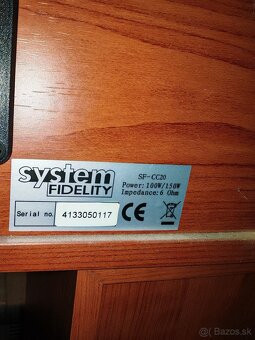 system
FIDELITY
SF-CC20
Power: 100W/150W
Impedance: 6 Ohm
Serial no. 4133050117
CE
© Bazos.sk